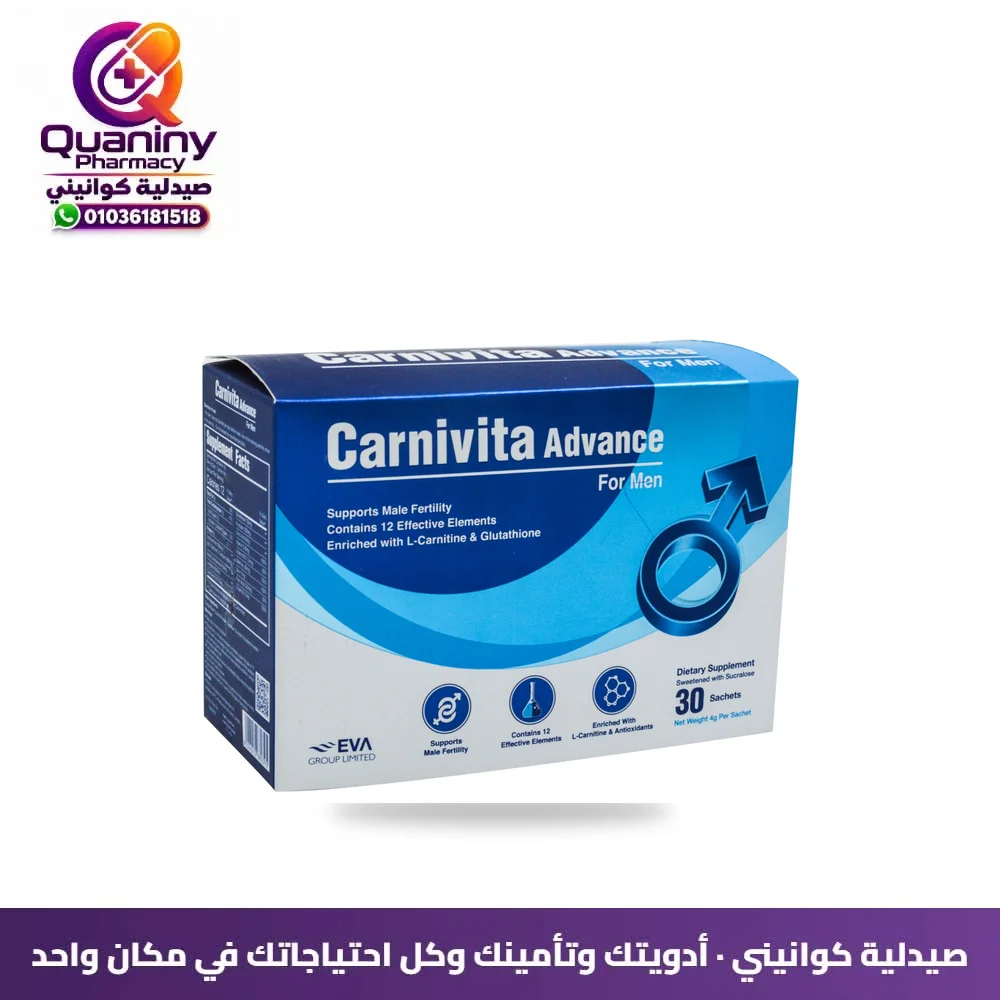 Quaniny
Pharmacy
صيدلية كوانيني
01036181518
Carnivita Advance
For Men
Carnivita Advance
For Men
Supplement Facts
Carnivita Advance
For Men
Supports Male Fertility
Contains 12 Effective Elements
Enriched with L-Carnitine & Glutathione
Dietary Supplement
Sweetened with Sucralose
30 Sachets
Net Weight 4g Per Sachet
Supports
Male Fertility
Contains 12
Effective Elements
Enriched With
L-Carnitine & Antioxidants
EVA
GROUP LIMITED
صيدلية كوانيني · أدويتك وتأمينك وكل احتياجاتك في مكان واحد